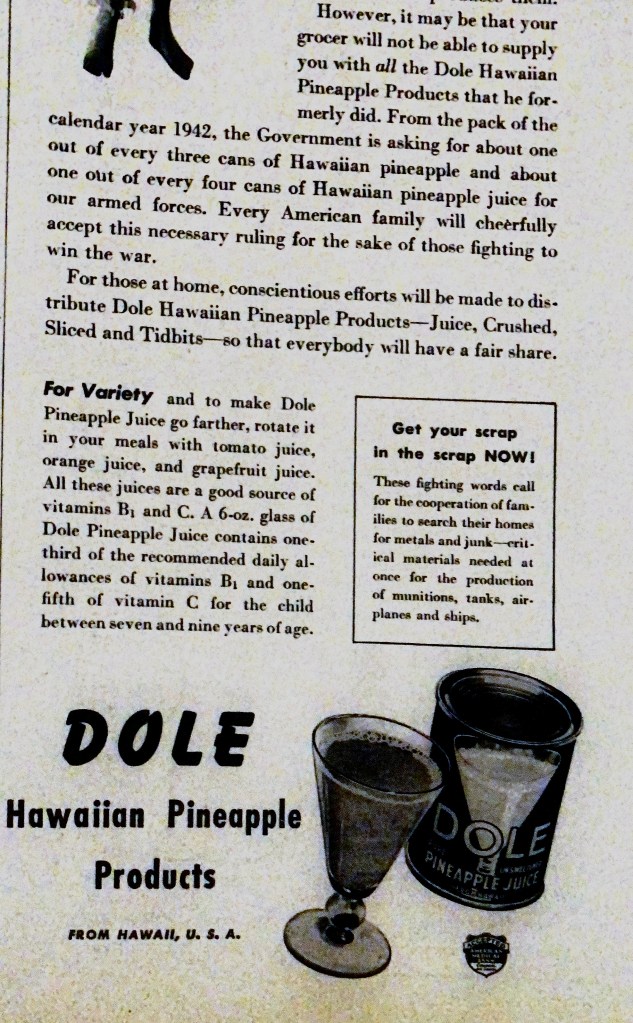 However, it may be that your
grocer will not be able to supply
you with all the Dole Hawaiian
Pineapple Products that he for-
merly did. From the pack of the
calendar year 1942, the Government is asking for about one
out of every three cans of Hawaiian pineapple and about
one out of every four cans of Hawaiian pineapple juice for
our armed forces. Every American family will cheerfully
accept this necessary ruling for the sake of those fighting to
win the war.
For those at home, conscientious efforts will be made to dis-
tribute Dole Hawaiian Pineapple Products—Juice, Crushed,
Sliced and Tidbits—so that everybody will have a fair share.
For Variety and to make Dole
Pineapple Juice go farther, rotate it
in your meals with tomato juice,
orange juice, and grapefruit juice.
All these juices are a good source of
vitamins B₁ and C. A 6-oz. glass of
Dole Pineapple Juice contains one-
third of the recommended daily al-
lowances of vitamins B₁ and one-
fifth of vitamin C for the child
between seven and nine years of age.
Get your scrap
in the scrap NOW!
These fighting words call
for the cooperation of fam-
ilies to search their homes
for metals and junk—crit-
ical materials needed at
once for the production
of munitions, tanks, air-
planes and ships.
DOLE
Hawaiian Pineapple
Products
FROM HAWAII, U. S. A.
DOLE
UNSWEETENED
PINEAPPLE JUICE
ACCEPTED
AMERICAN
MEDICAL
ASSN